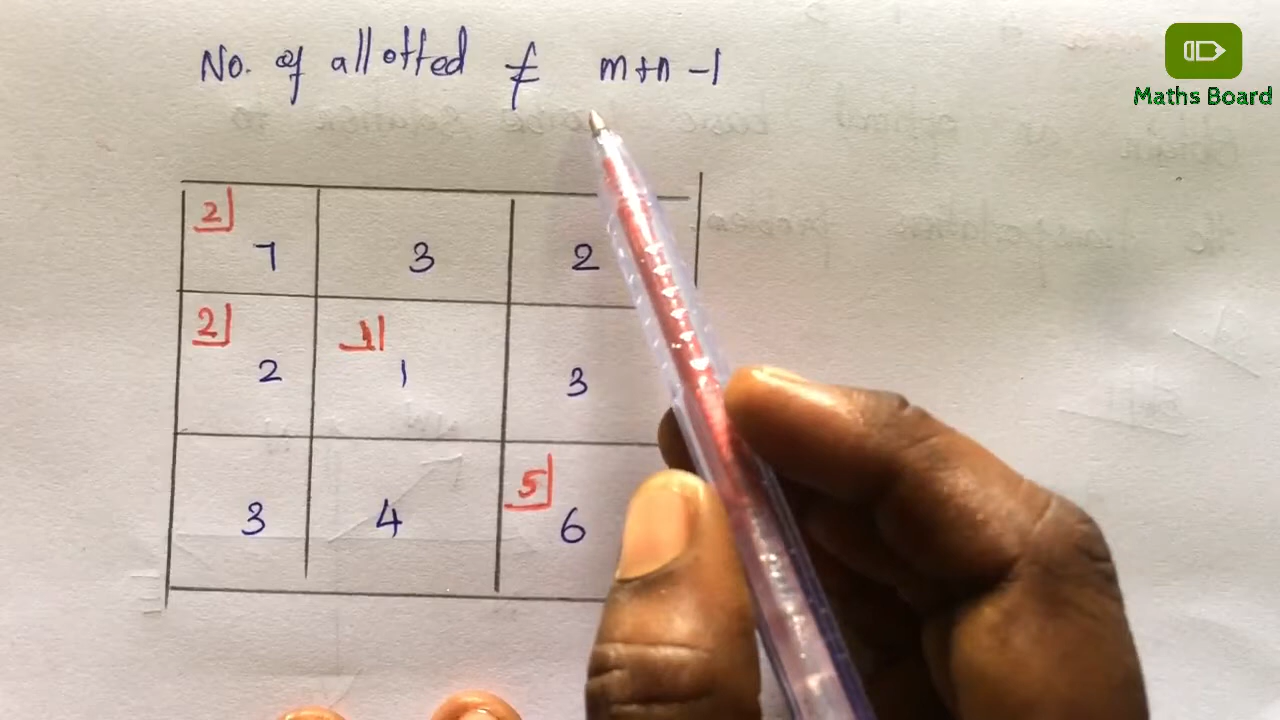 No. of allotted ≠ m+n-1
Maths Board
2 7 3 2
2 2 1 1 3
3 4 5 6